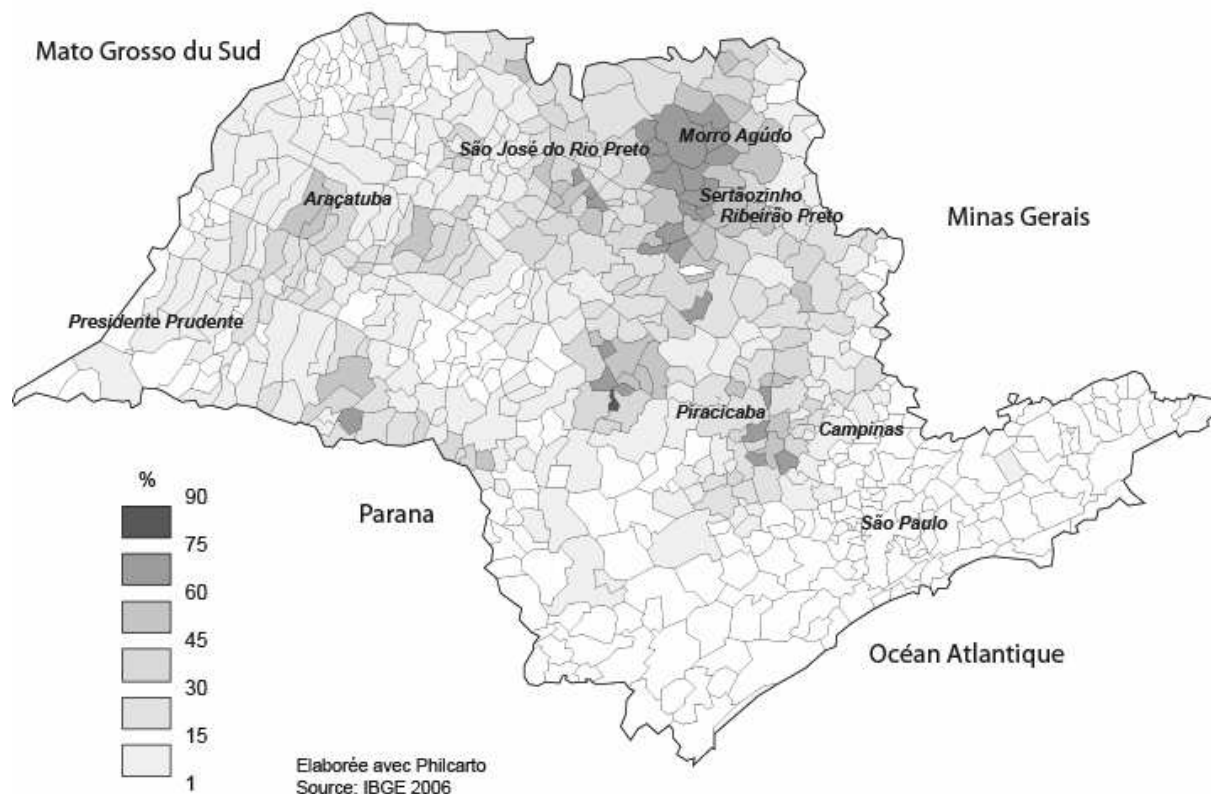 Mato Grosso du Sud
Morro Agúdo
São José do Rio Preto
Araçatuba
Sertãozinho
Ribeirão Preto
Minas Gerais
Presidente Prudente
Piracicaba
Campinas
%
90
75
60
45
30
15
1
Parana
São Paulo
Océan Atlantique
Elaborée avec Philcarto
Source: IBGE 2006